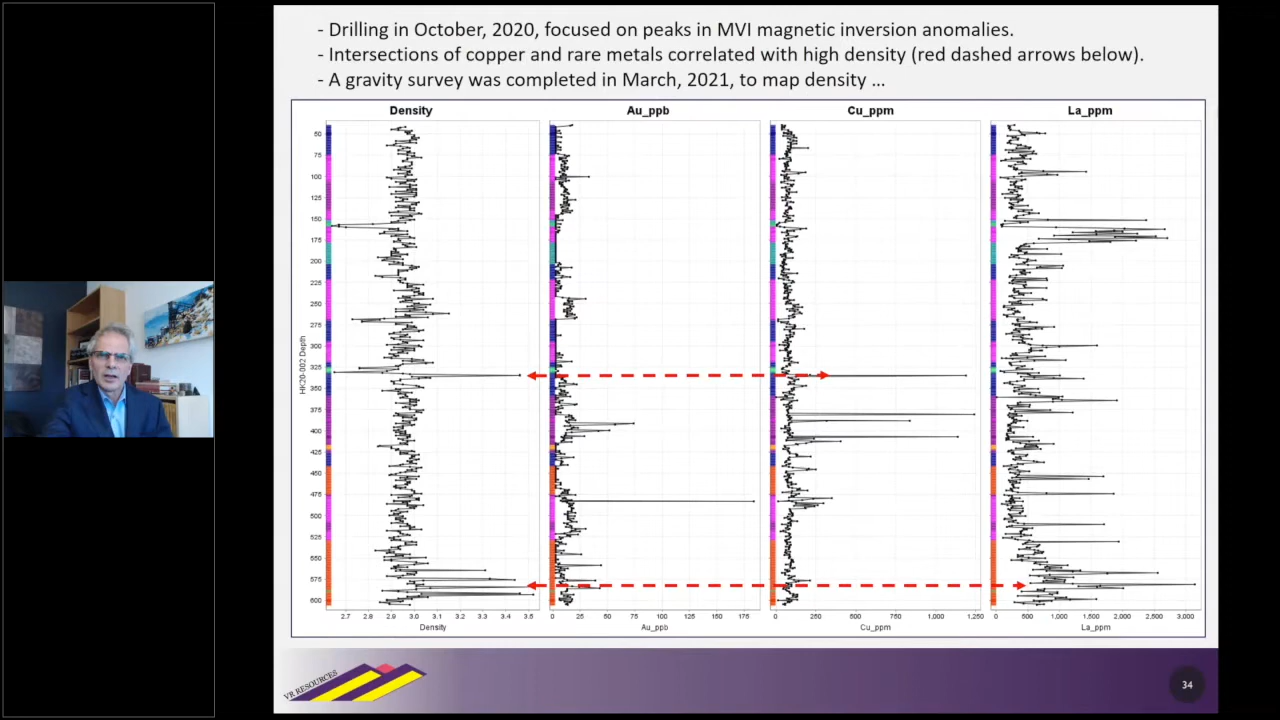 - Drilling in October, 2020, focused on peaks in MVI magnetic inversion anomalies.
- Intersections of copper and rare metals correlated with high density (red dashed arrows below).
- A gravity survey was completed in March, 2021, to map density ...
Density
Au_ppb
Cu_ppm
La_ppm
HK20-002 Depth
50
75
100
125
150
175
200
225
250
275
300
325
350
375
400
425
450
475
500
525
550
575
600
2.7 2.8 2.9 3.0 3.1 3.2 3.3 3.4 3.5
0 25 50 75 100 125 150 175
0 250 500 750 1,000 1,250
0 500 1,000 1,500 2,000 2,500 3,000
Density
Au_ppb
Cu_ppm
La_ppm
VR RESOURCES
34